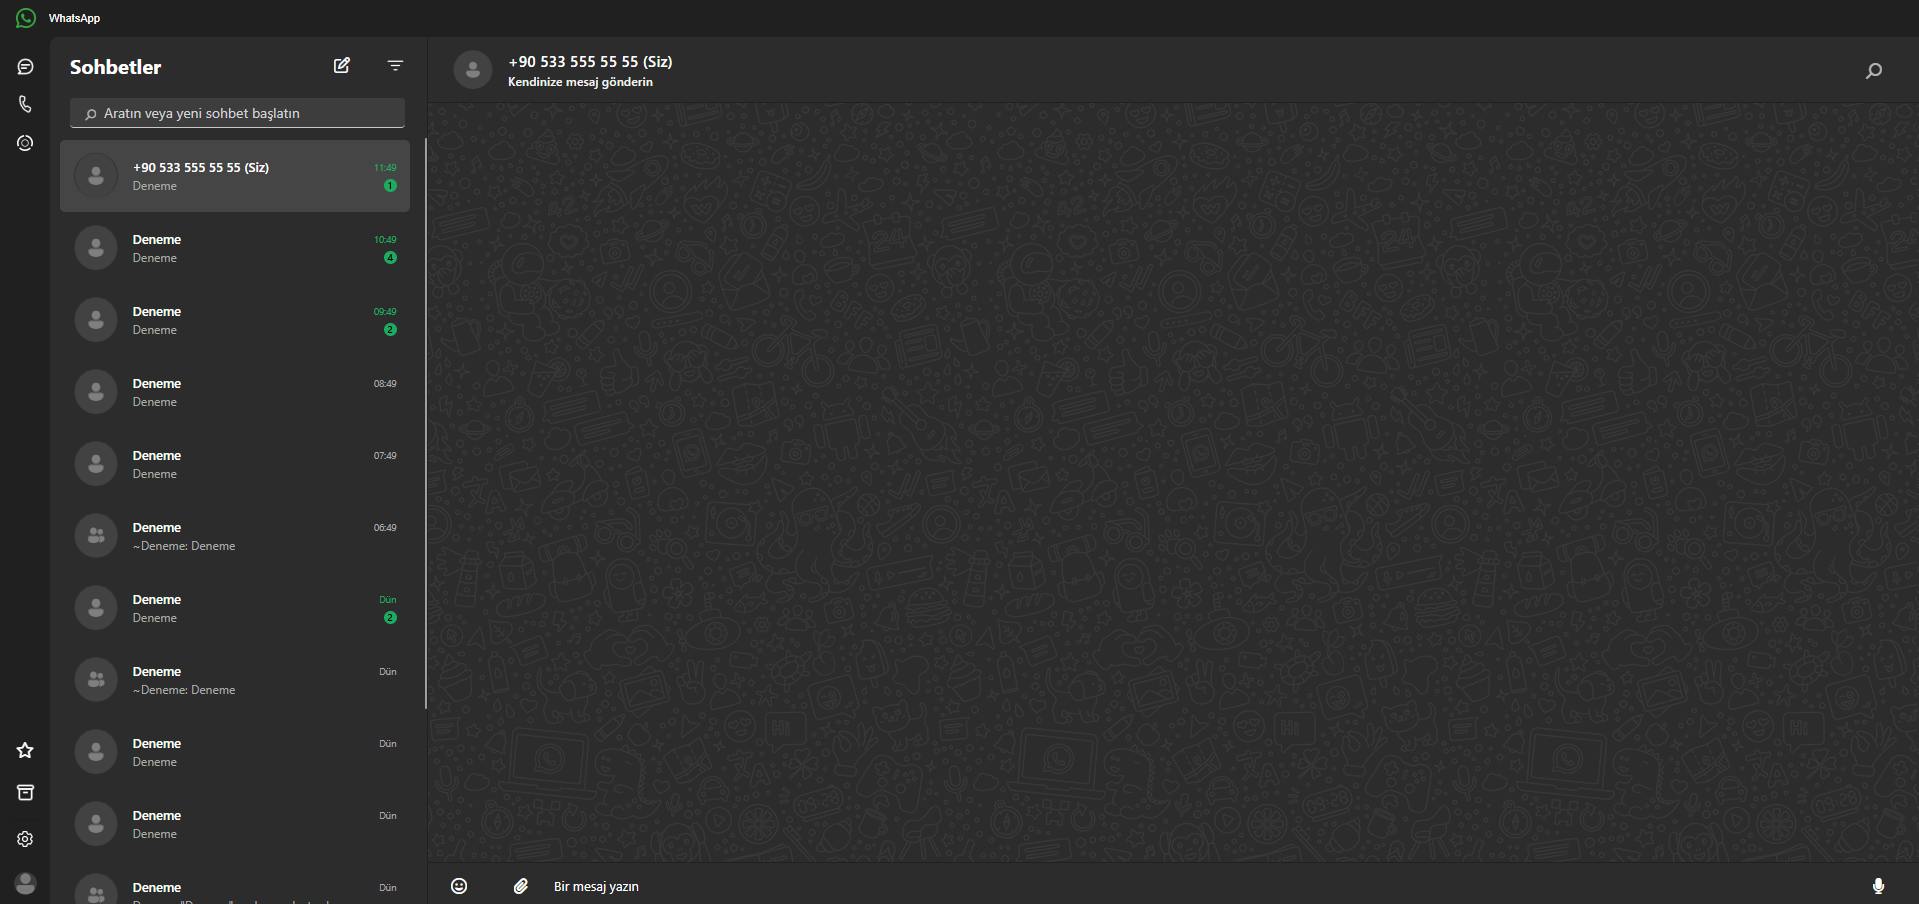 WhatsApp
Sohbetler
Aratın veya yeni sohbet başlatın
+90 533 555 55 55 (Siz) 11:49
Deneme 1
Deneme 10:49
Deneme 4
Deneme 09:49
Deneme 2
Deneme 08:49
Deneme
Deneme 07:49
Deneme
Deneme 06:49
~Deneme: Deneme
Deneme Dün
Deneme 2
Deneme Dün
~Deneme: Deneme
Deneme Dün
Deneme
Deneme Dün
Deneme
Deneme Dün
+90 533 555 55 55 (Siz)
Kendinize mesaj gönderin
Bir mesaj yazın